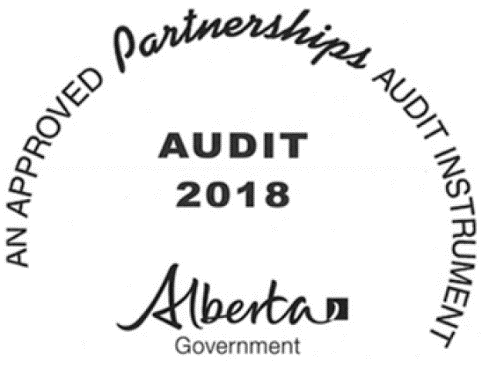 AN APPROVED Partnerships AUDIT INSTRUMENT
AUDIT
2018
Alberta
Government